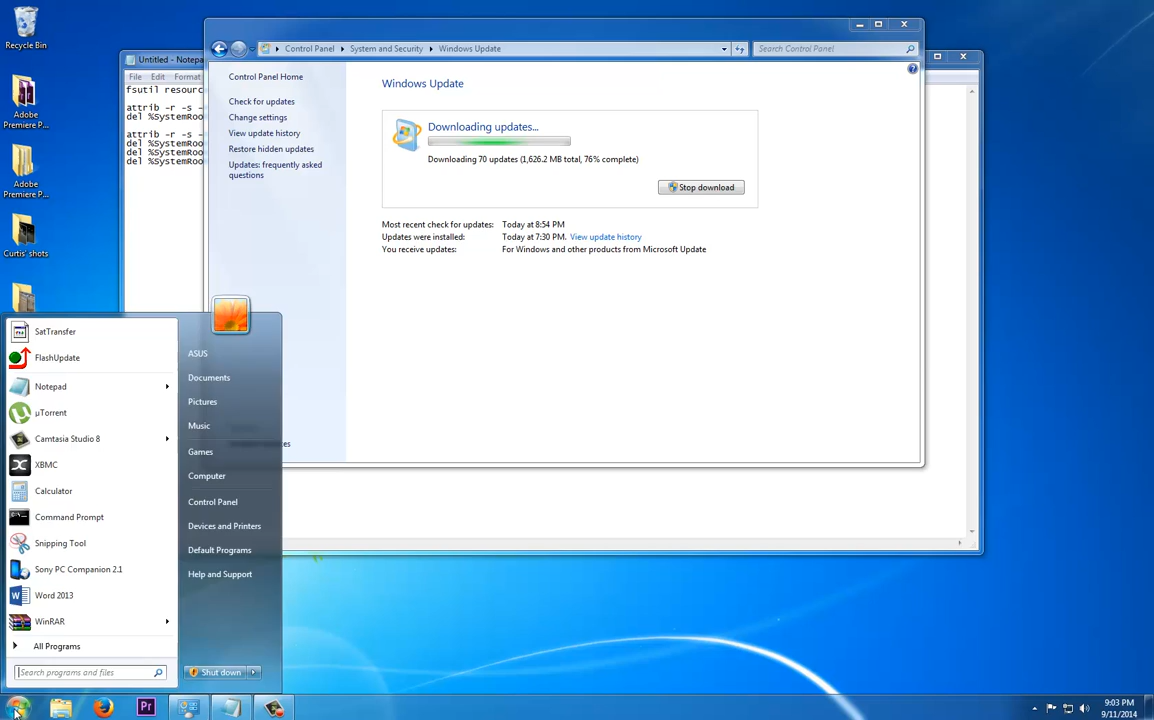 Recycle Bin
Adobe
Premiere P...
Adobe
Premiere P...
Curtis' shots
Untitled - Notepa
File Edit Format
fsutil resourc
attrib -r -s -
del %SystemRoo
attrib -r -s -
del %SystemRoo
del %SystemRoo
del %SystemRoo
Control Panel System and Security Windows Update
Search Control Panel
Control Panel Home
Check for updates
Change settings
View update history
Restore hidden updates
Updates: frequently asked
questions
Windows Update
Downloading updates...
Downloading 70 updates (1,626.2 MB total, 76% complete)
Stop download
Most recent check for updates: Today at 8:54 PM
Updates were installed: Today at 7:30 PM. View update history
You receive updates: For Windows and other products from Microsoft Update
SatTransfer
FlashUpdate
Notepad
µTorrent
Camtasia Studio 8
XBMC
Calculator
Command Prompt
Snipping Tool
Sony PC Companion 2.1
Word 2013
WinRAR
All Programs
Search programs and files
ASUS
Documents
Pictures
Music
Games
Computer
Control Panel
Devices and Printers
Default Programs
Help and Support
Shut down
Pr
9:03 PM
9/11/2014